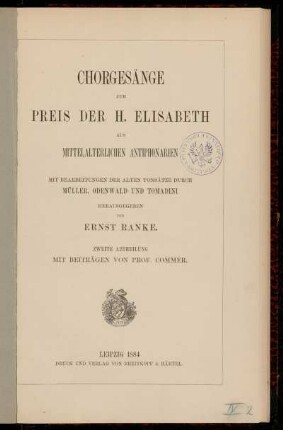 CHORGESÄNGE
ZUM
PREIS DER H. ELISABETH
AUS
MITTELALTERLICHEN ANTIPHONARIEN
MIT BEARBEITUNGEN DER ALTEN TONSÄTZE DURCH
MÜLLER, ODENWALD UND TOMADINI
HERAUSGEGEBEN
VON
ERNST RANKE.
ZWEITE ABTHEILUNG
MIT BEITRÄGEN VON PROF. COMMER.
LEIPZIG 1884
DRUCK UND VERLAG VON BREITKOPF & HÄRTEL.